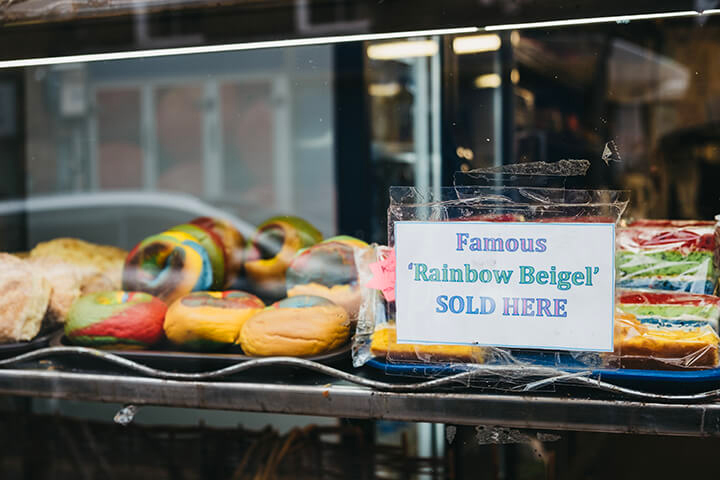 Famous
‘Rainbow Beigel’
SOLD HERE